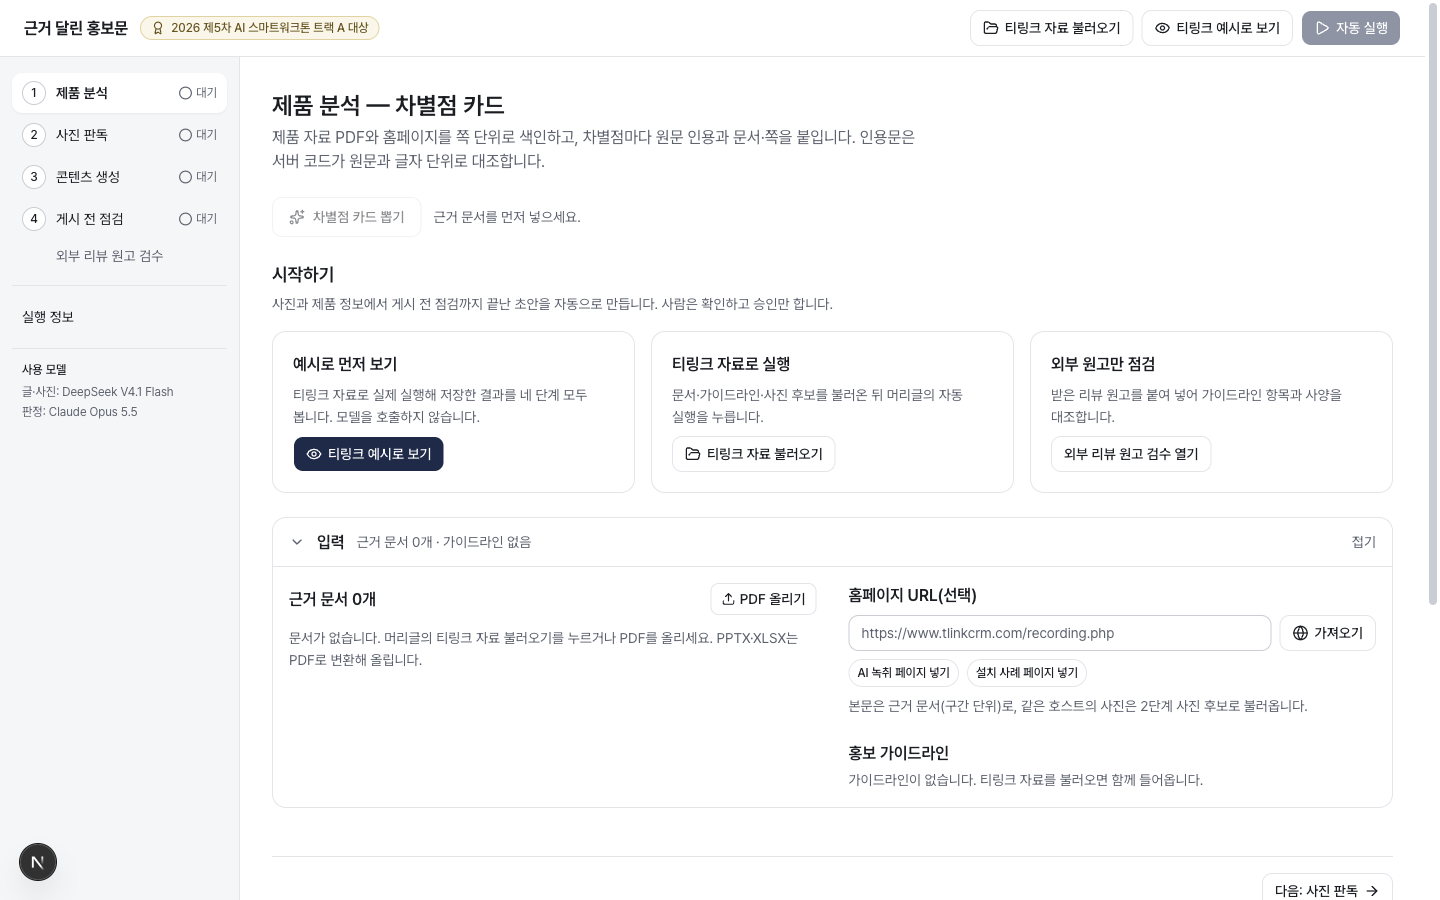 근거 달린 홍보문
2026 제5차 AI 스마트워크톤 트랙 A 대상
티링크 자료 불러오기
티링크 예시로 보기
자동 실행
1 제품 분석 대기
2 사진 판독 대기
3 콘텐츠 생성 대기
4 게시 전 점검 대기
외부 리뷰 원고 검수
실행 정보
사용 모델
글·사진: DeepSeek V4.1 Flash
판정: Claude Opus 5.5
제품 분석 — 차별점 카드
제품 자료 PDF와 홈페이지를 쪽 단위로 색인하고, 차별점마다 원문 인용과 문서·쪽을 붙입니다. 인용문은
서버 코드가 원문과 글자 단위로 대조합니다.
차별점 카드 뽑기
근거 문서를 먼저 넣으세요.
시작하기
사진과 제품 정보에서 게시 전 점검까지 끝난 초안을 자동으로 만듭니다. 사람은 확인하고 승인만 합니다.
예시로 먼저 보기
티링크 자료로 실제 실행해 저장한 결과를 네 단계 모두
봅니다. 모델을 호출하지 않습니다.
티링크 예시로 보기
티링크 자료로 실행
문서·가이드라인·사진 후보를 불러온 뒤 머리글의 자동
실행을 누릅니다.
티링크 자료 불러오기
외부 원고만 점검
받은 리뷰 원고를 붙여 넣어 가이드라인 항목과 사양을
대조합니다.
외부 리뷰 원고 검수 열기
입력 근거 문서 0개 · 가이드라인 없음
접기
근거 문서 0개
PDF 올리기
문서가 없습니다. 머리글의 티링크 자료 불러오기를 누르거나 PDF를 올리세요. PPTX·XLSX는
PDF로 변환해 올립니다.
홈페이지 URL(선택)
https://www.tlinkcrm.com/recording.php
가져오기
AI 녹취 페이지 넣기
설치 사례 페이지 넣기
본문은 근거 문서(구간 단위)로, 같은 호스트의 사진은 2단계 사진 후보로 불러옵니다.
홍보 가이드라인
가이드라인이 없습니다. 티링크 자료를 불러오면 함께 들어옵니다.
N
다음: 사진 판독